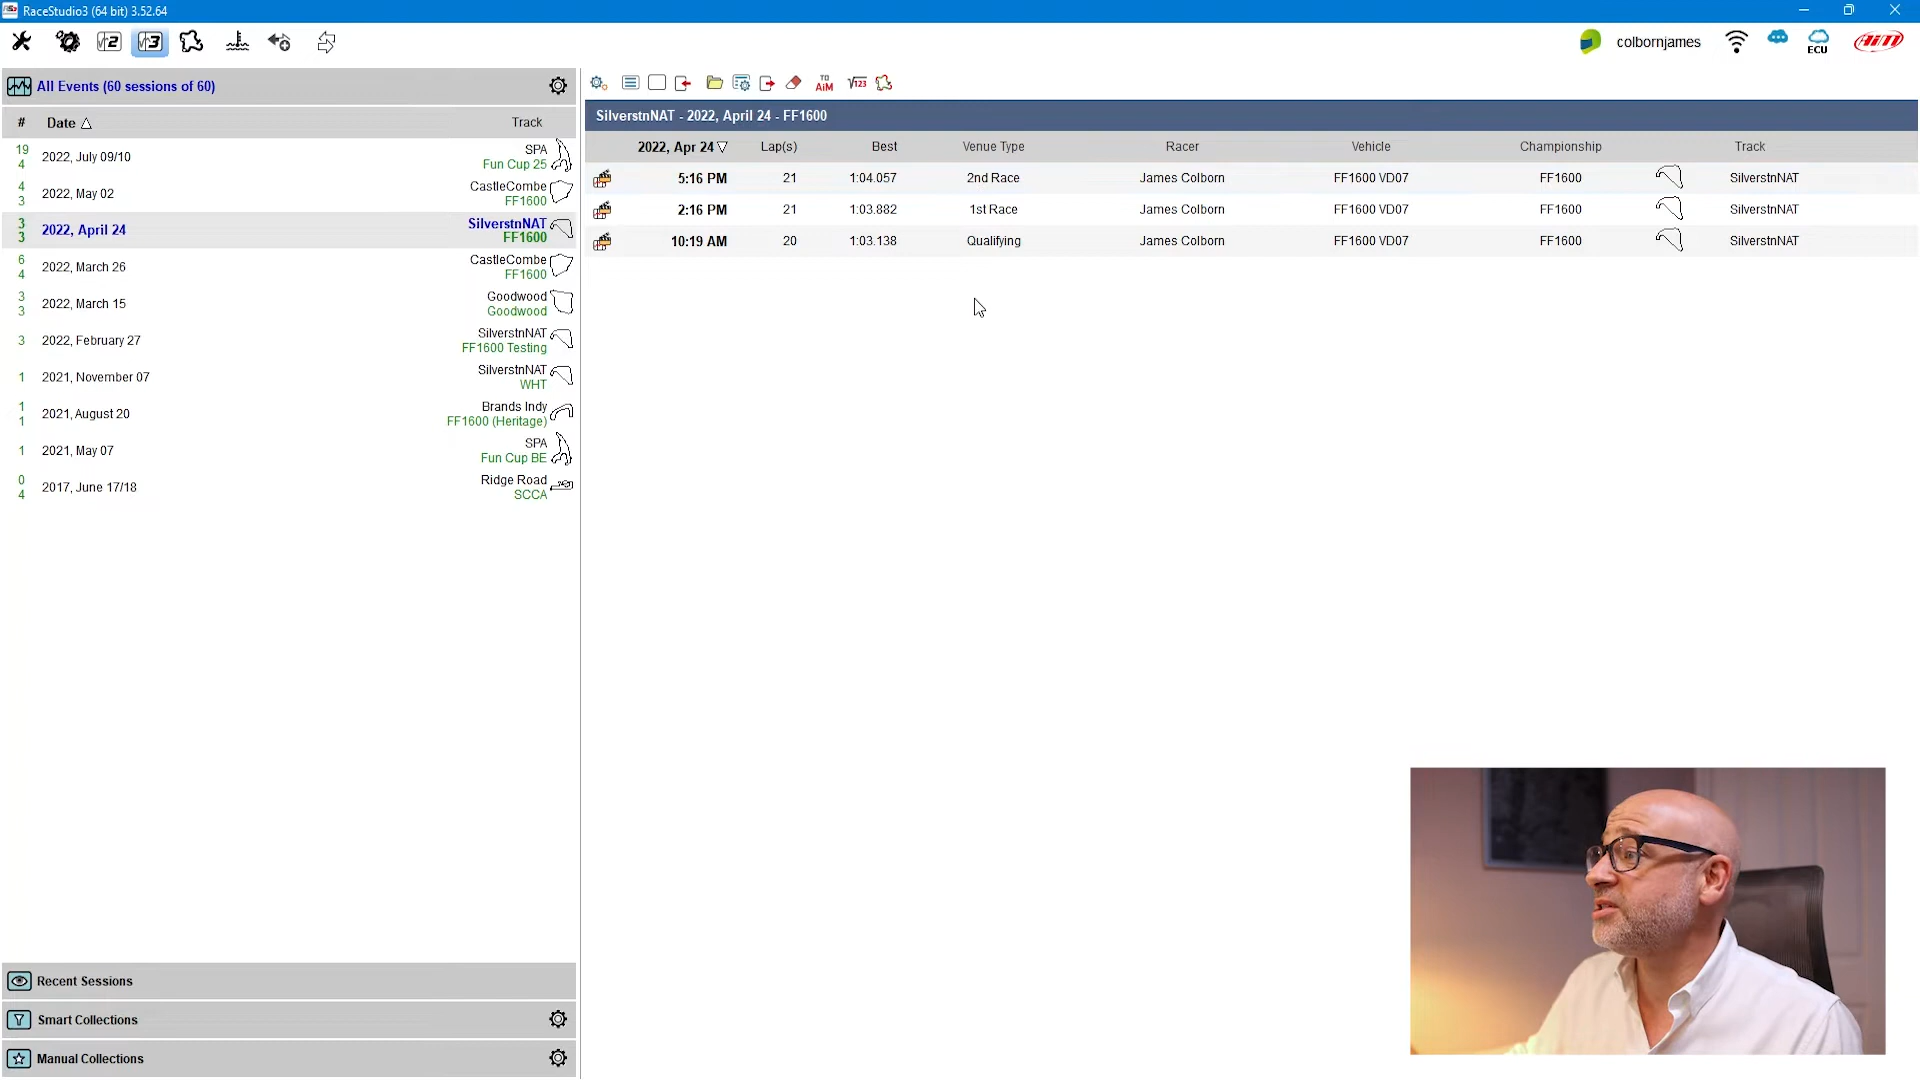 RaceStudio3 (64 bit) 3.52.64
2 3 colbornjames ECU AiM
All Events (60 sessions of 60)
TO AiM √123
# Date △ Track
19 4 2022, July 09/10 SPA Fun Cup 25
4 3 2022, May 02 CastleCombe FF1600
3 3 2022, April 24 SilverstnNAT FF1600
6 4 2022, March 26 CastleCombe FF1600
3 3 2022, March 15 Goodwood Goodwood
3 2022, February 27 SilverstnNAT FF1600 Testing
1 2021, November 07 SilverstnNAT WHT
1 1 2021, August 20 Brands Indy FF1600 (Heritage)
1 2021, May 07 SPA Fun Cup BE
0 4 2017, June 17/18 Ridge Road SCCA
Recent Sessions
Smart Collections
Manual Collections
SilverstnNAT - 2022, April 24 - FF1600
2022, Apr 24 ▽ Lap(s) Best Venue Type Racer Vehicle Championship Track
5:16 PM 21 1:04.057 2nd Race James Colborn FF1600 VD07 FF1600 SilverstnNAT
2:16 PM 21 1:03.882 1st Race James Colborn FF1600 VD07 FF1600 SilverstnNAT
10:19 AM 20 1:03.138 Qualifying James Colborn FF1600 VD07 FF1600 SilverstnNAT